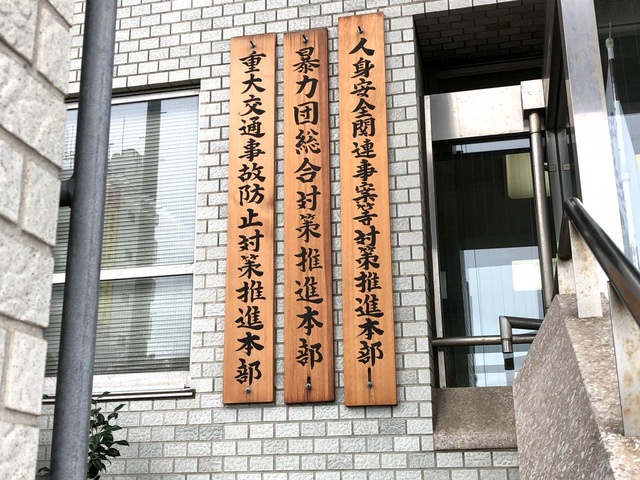 人身安全関連事案等対策推進本部
暴力団総合対策推進本部
重大交通事故防止対策推進本部